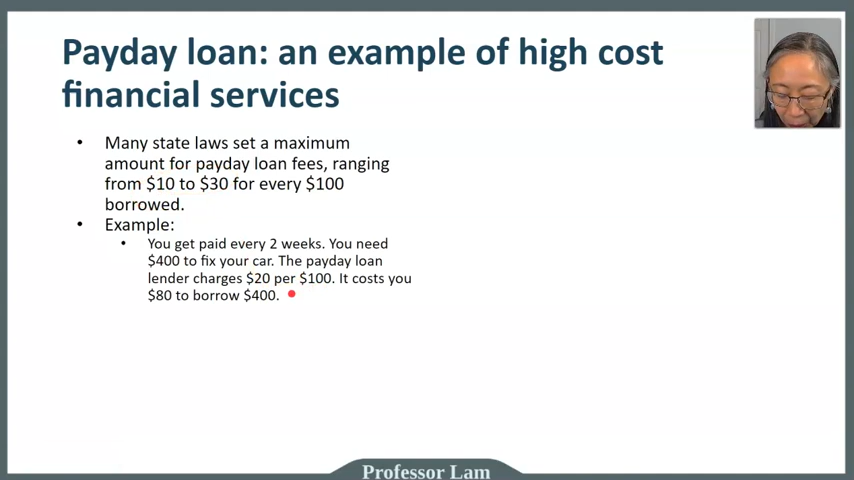 Payday loan: an example of high cost
financial services
• Many state laws set a maximum
amount for payday loan fees, ranging
from $10 to $30 for every $100
borrowed.
• Example:
• You get paid every 2 weeks. You need
$400 to fix your car. The payday loan
lender charges $20 per $100. It costs you
$80 to borrow $400.
Professor Lam